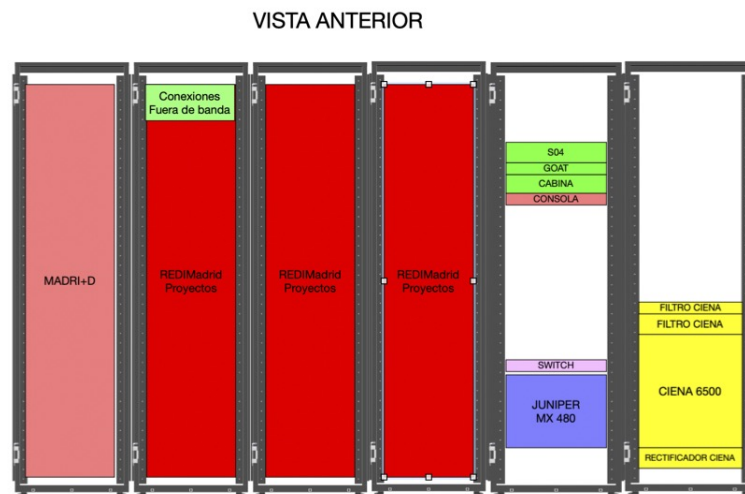 VISTA ANTERIOR
MADRI+D
Conexiones
Fuera de banda
REDIMadrid
Proyectos
REDIMadrid
Proyectos
REDIMadrid
Proyectos
S04
GOAT
CABINA
CONSOLA
SWITCH
JUNIPER
MX 480
FILTRO CIENA
FILTRO CIENA
CIENA 6500
RECTIFICADOR CIENA